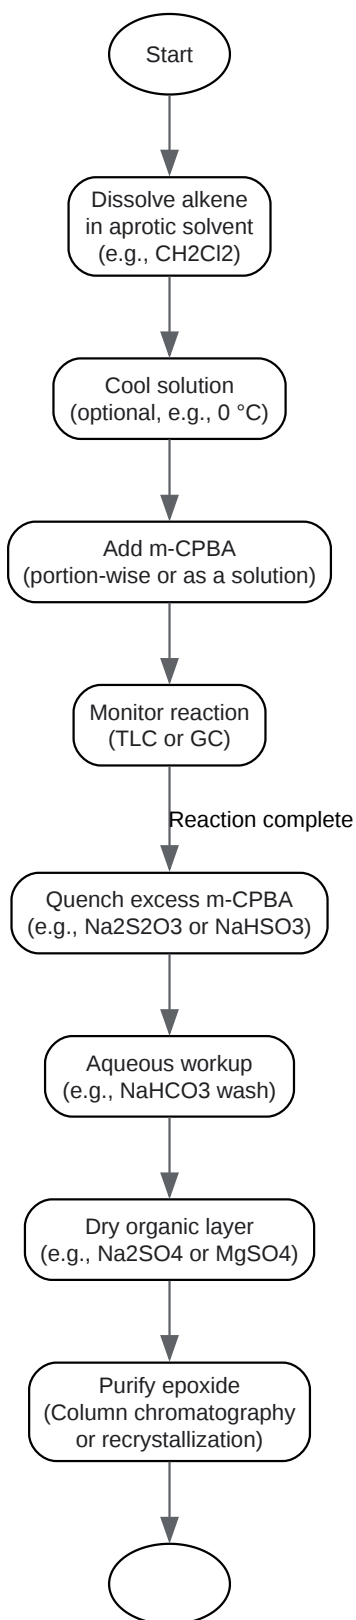 Start
Dissolve alkene
in aprotic solvent
(e.g., CH2Cl2)
Cool solution
(optional, e.g., 0 °C)
Add m-CPBA
(portion-wise or as a solution)
Monitor reaction
(TLC or GC)
Reaction complete
Quench excess m-CPBA
(e.g., Na2S2O3 or NaHSO3)
Aqueous workup
(e.g., NaHCO3 wash)
Dry organic layer
(e.g., Na2SO4 or MgSO4)
Purify epoxide
(Column chromatography
or recrystallization)